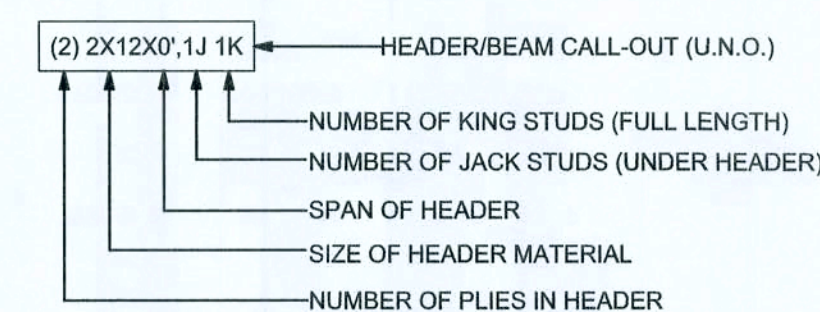 (2) 2X12X0',1J 1K HEADER/BEAM CALL-OUT (U.N.O.)
NUMBER OF KING STUDS (FULL LENGTH)
NUMBER OF JACK STUDS (UNDER HEADER)
SPAN OF HEADER
SIZE OF HEADER MATERIAL
NUMBER OF PLIES IN HEADER